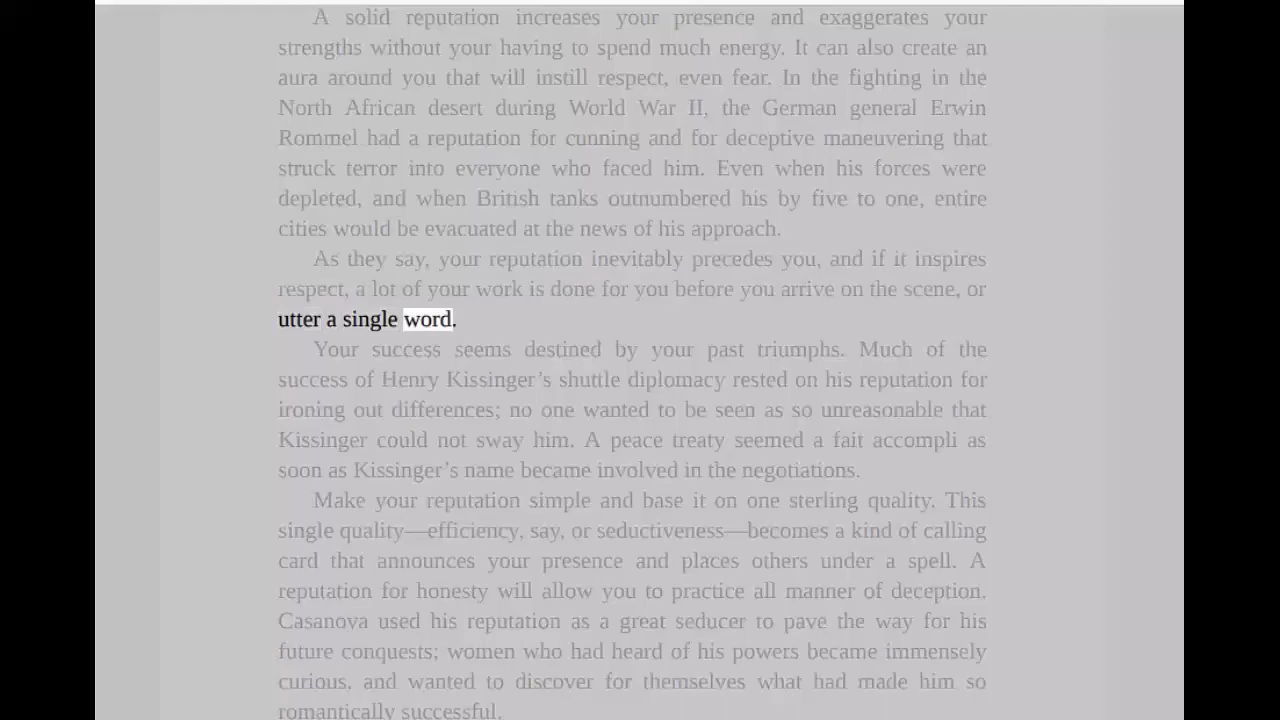 A solid reputation increases your presence and exaggerates your
strengths without your having to spend much energy. It can also create an
aura around you that will instill respect, even fear. In the fighting in the
North African desert during World War II, the German general Erwin
Rommel had a reputation for cunning and for deceptive maneuvering that
struck terror into everyone who faced him. Even when his forces were
depleted, and when British tanks outnumbered his by five to one, entire
cities would be evacuated at the news of his approach.
As they say, your reputation inevitably precedes you, and if it inspires
respect, a lot of your work is done for you before you arrive on the scene, or
utter a single word.
Your success seems destined by your past triumphs. Much of the
success of Henry Kissinger’s shuttle diplomacy rested on his reputation for
ironing out differences; no one wanted to be seen as so unreasonable that
Kissinger could not sway him. A peace treaty seemed a fait accompli as
soon as Kissinger’s name became involved in the negotiations.
Make your reputation simple and base it on one sterling quality. This
single quality—efficiency, say, or seductiveness—becomes a kind of calling
card that announces your presence and places others under a spell. A
reputation for honesty will allow you to practice all manner of deception.
Casanova used his reputation as a great seducer to pave the way for his
future conquests; women who had heard of his powers became immensely
curious, and wanted to discover for themselves what had made him so
romantically successful.